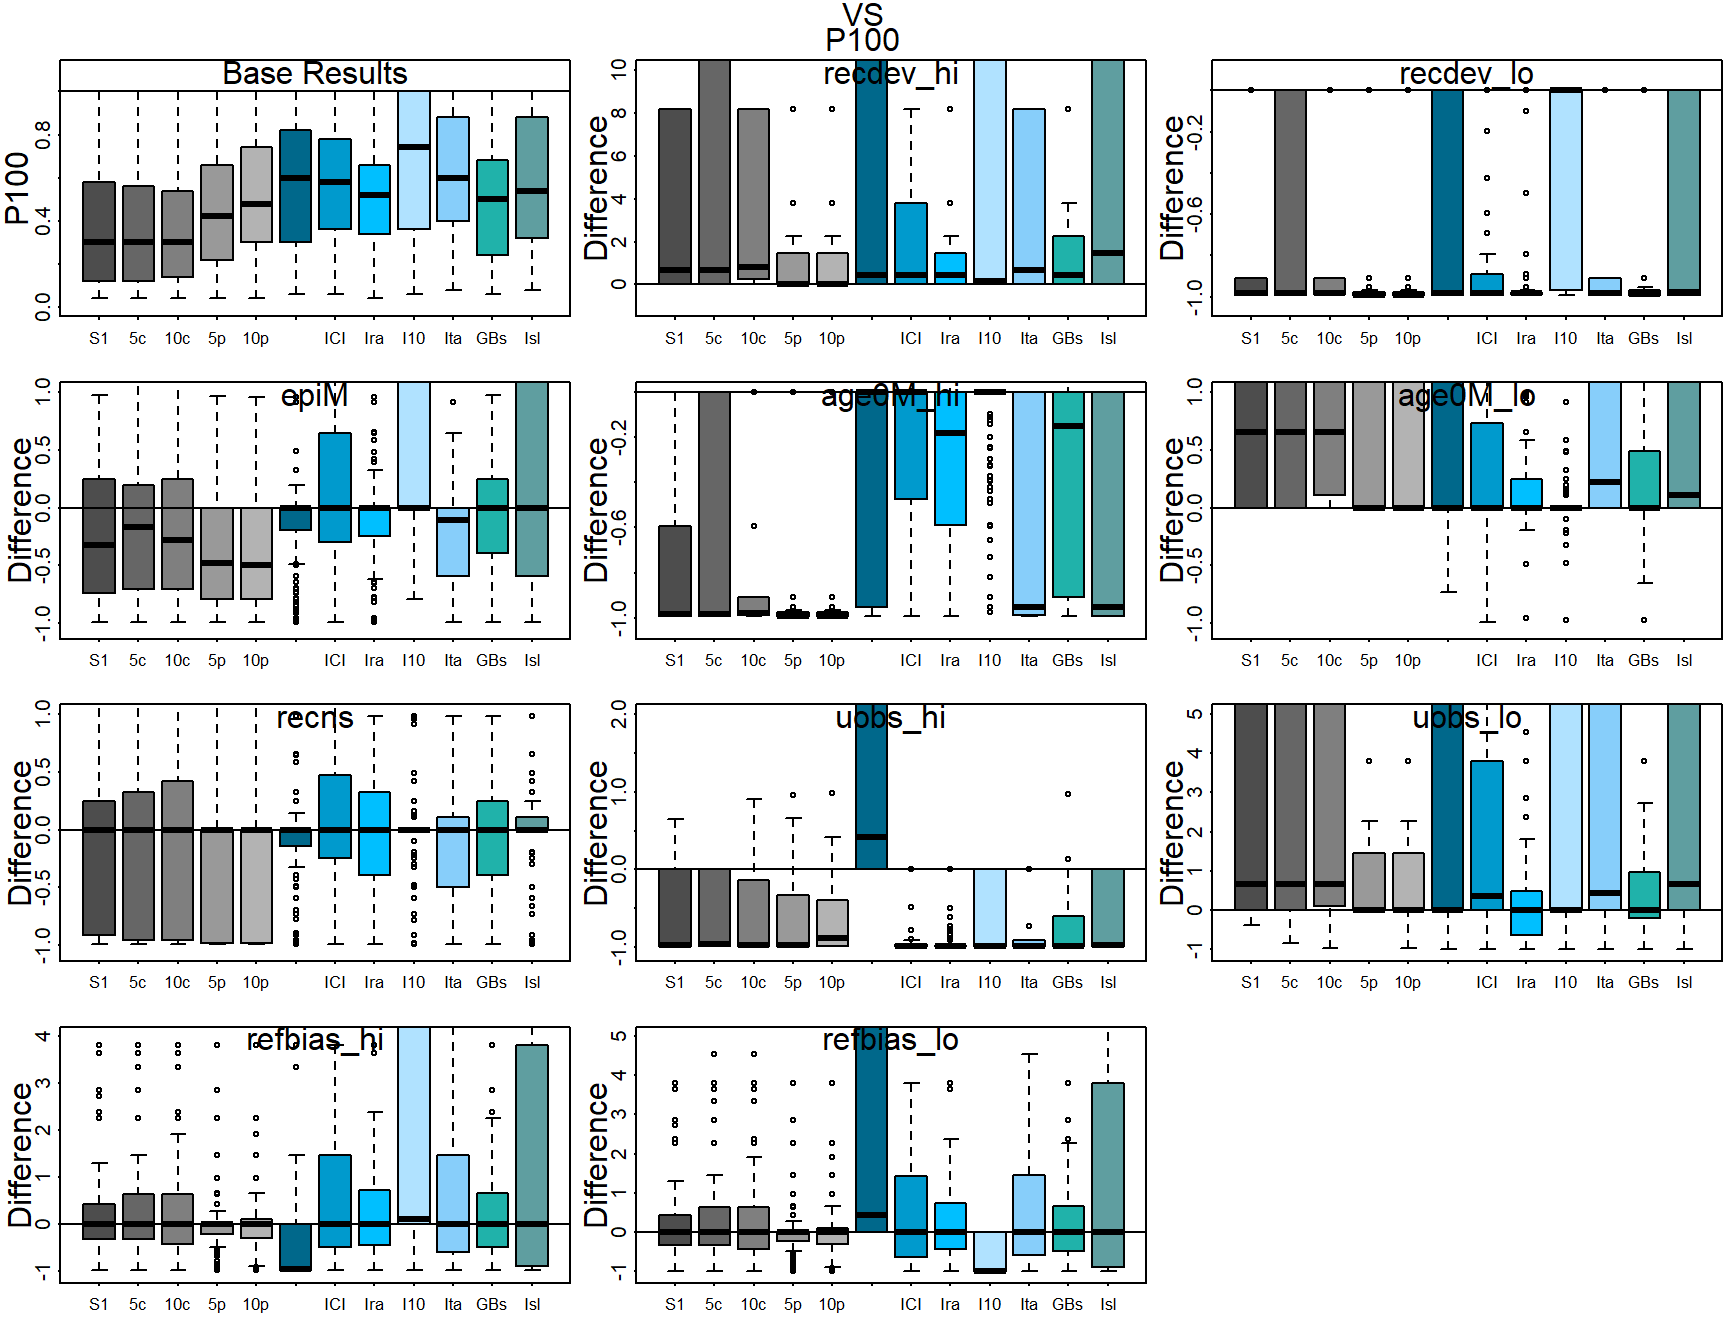 VS
P100
Base Results
P100
0.0 0.4 0.8
S1 5c 10c 5p 10p ICI Ira I10 Ita GBs Isl
recdev_hi
Difference
0 2 4 6 8 10
S1 5c 10c 5p 10p ICI Ira I10 Ita GBs Isl
recdev_lo
Difference
-1.0 -0.6 -0.2
S1 5c 10c 5p 10p ICI Ira I10 Ita GBs Isl
epiM
Difference
-1.0 -0.5 0.0 0.5 1.0
S1 5c 10c 5p 10p ICI Ira I10 Ita GBs Isl
age0M_hi
Difference
-1.0 -0.6 -0.2
S1 5c 10c 5p 10p ICI Ira I10 Ita GBs Isl
age0M_lo
Difference
-1.0 -0.5 0.0 0.5 1.0
S1 5c 10c 5p 10p ICI Ira I10 Ita GBs Isl
recns
Difference
-1.0 -0.5 0.0 0.5 1.0
S1 5c 10c 5p 10p ICI Ira I10 Ita GBs Isl
uobs_hi
Difference
-1.0 0.0 1.0 2.0
S1 5c 10c 5p 10p ICI Ira I10 Ita GBs Isl
uobs_lo
Difference
-1 0 1 2 3 4 5
S1 5c 10c 5p 10p ICI Ira I10 Ita GBs Isl
refbias_hi
Difference
-1 0 1 2 3 4
S1 5c 10c 5p 10p ICI Ira I10 Ita GBs Isl
refbias_lo
Difference
-1 0 1 2 3 4 5
S1 5c 10c 5p 10p ICI Ira I10 Ita GBs Isl